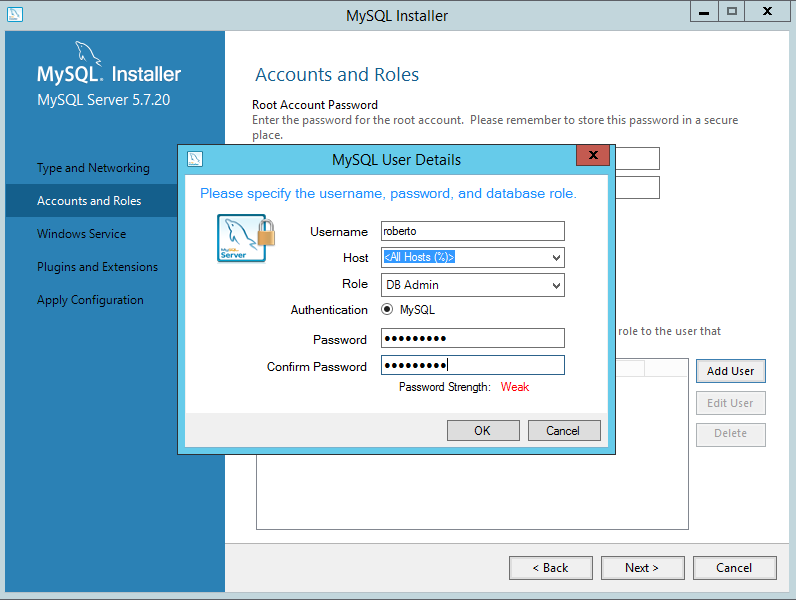 MySQL Installer
MySQL. Installer
MySQL Server 5.7.20
Type and Networking
Accounts and Roles
Windows Service
Plugins and Extensions
Apply Configuration
Accounts and Roles
Root Account Password
Enter the password for the root account. Please remember to store this password in a secure
place.
MySQL User Details
Please specify the username, password, and database role.
MySQL
Server
Username roberto
Host <All Hosts (%)>
Role DB Admin
Authentication MySQL
Password •••••••••
Confirm Password •••••••••
Password Strength: Weak
OK Cancel
role to the user that
Add User
Edit User
Delete
< Back Next > Cancel